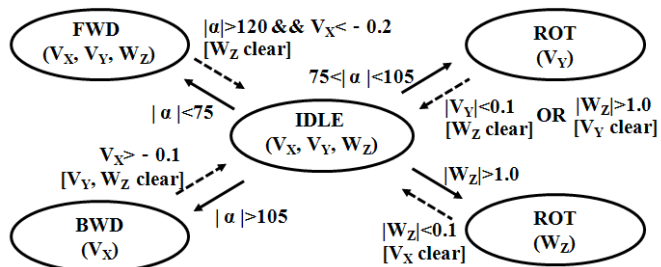 FWD
(VX, VY, WZ)
|α|>120 && VX< - 0.2
[WZ clear]
ROT
(VY)
75<| α |<105
| α |<75
IDLE
(VX, VY, WZ)
|VY|<0.1
[WZ clear]
OR
|WZ|>1.0
[VY clear]
VX> - 0.1
[VY, WZ clear]
|WZ|>1.0
BWD
(VX)
| α |>105
|WZ|<0.1
[VX clear]
ROT
(WZ)